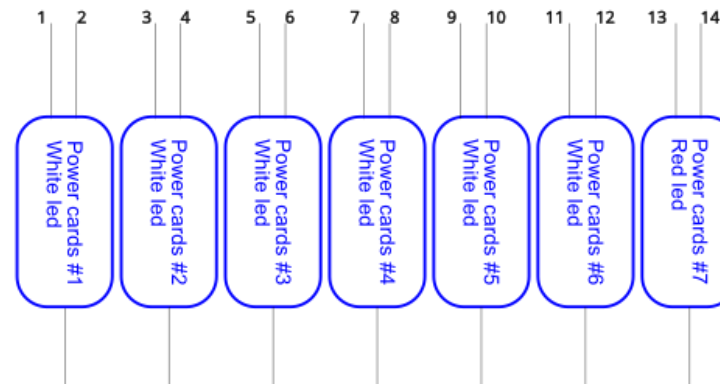 1 2 3 4 5 6 7 8 9 10 11 12 13 14
Power cards #1
White led
Power cards #2
White led
Power cards #3
White led
Power cards #4
White led
Power cards #5
White led
Power cards #6
White led
Power cards #7
Red led